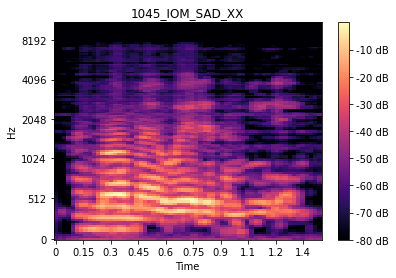 1045_IOM_SAD_XX
8192
4096
2048
1024
512
0
Hz
0 0.15 0.3 0.45 0.6 0.75 0.9 1.1 1.2 1.4
Time
-10 dB
-20 dB
-30 dB
-40 dB
-50 dB
-60 dB
-70 dB
-80 dB